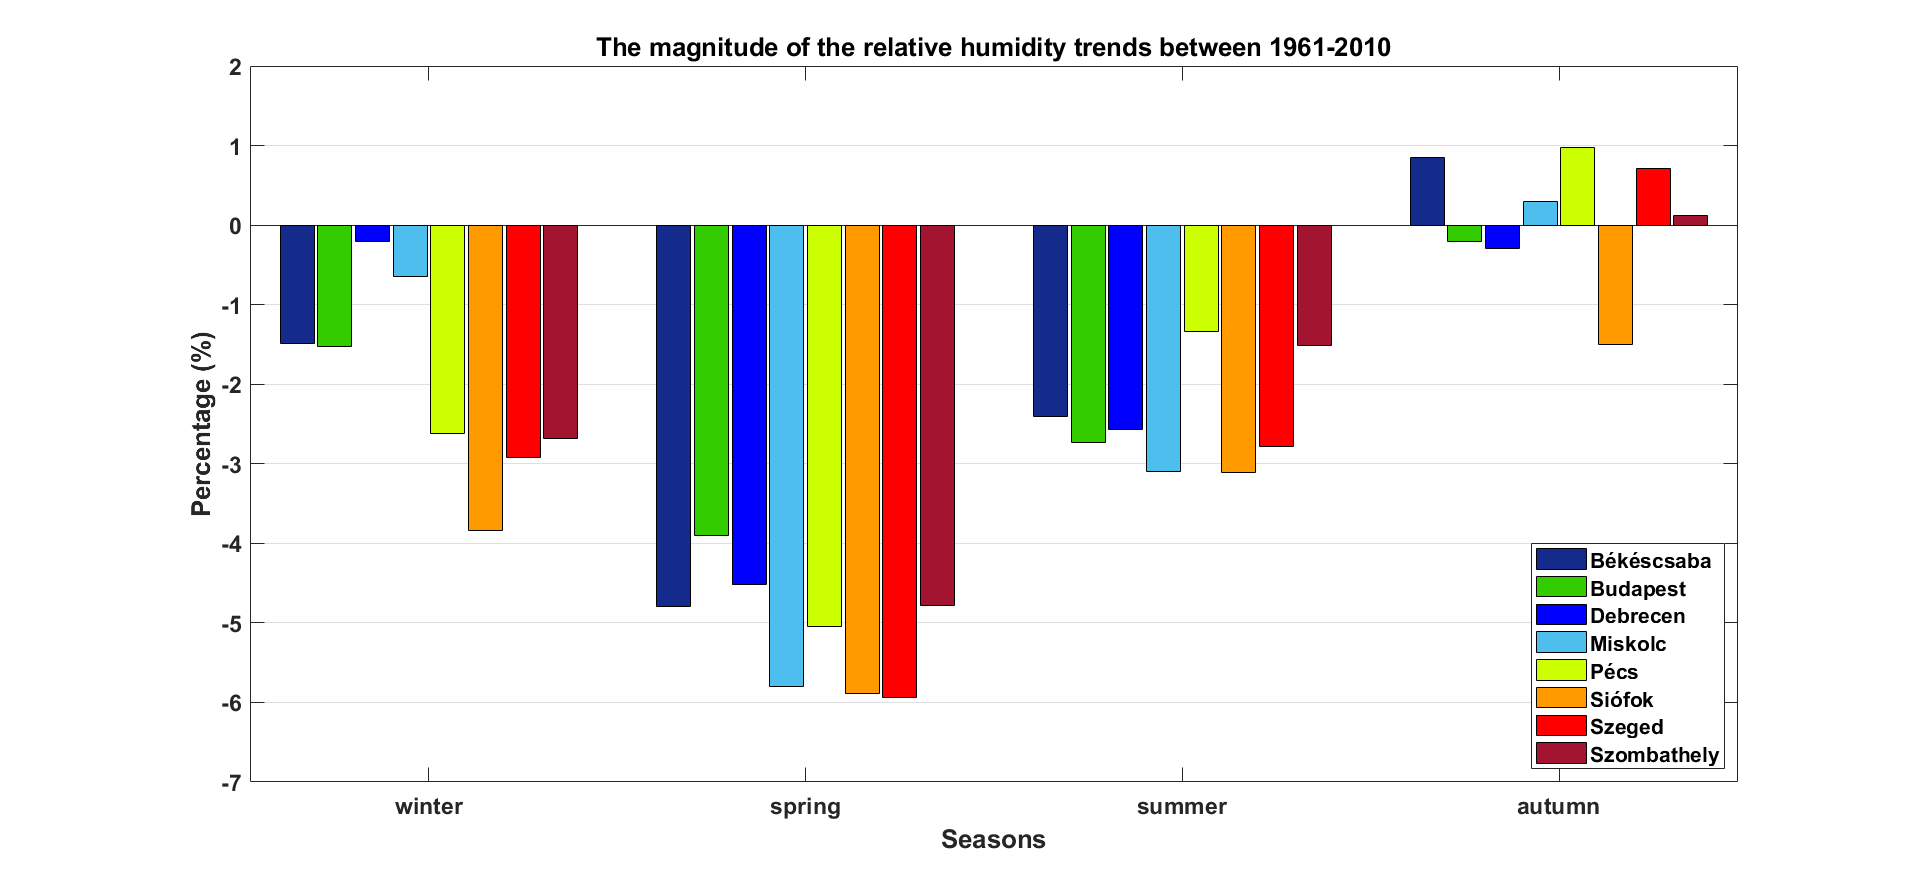 The magnitude of the relative humidity trends between 1961-2010
2
1
0
-1
-2
-3
-4
-5
-6
-7
Percentage (%)
winter spring summer autumn
Seasons
Békéscsaba
Budapest
Debrecen
Miskolc
Pécs
Siófok
Szeged
Szombathely